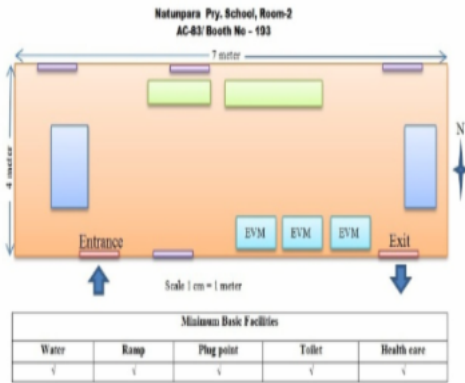 Natunpara Pry. School, Room-2
AC-83/ Booth No - 193
7 meter
4 meter
N
EVM EVM EVM
Entrance
Exit
Scale 1 cm = 1 meter
Minimum Basic Facilities
Water Ramp Plug point Toilet Health care
√ √ √ √ √